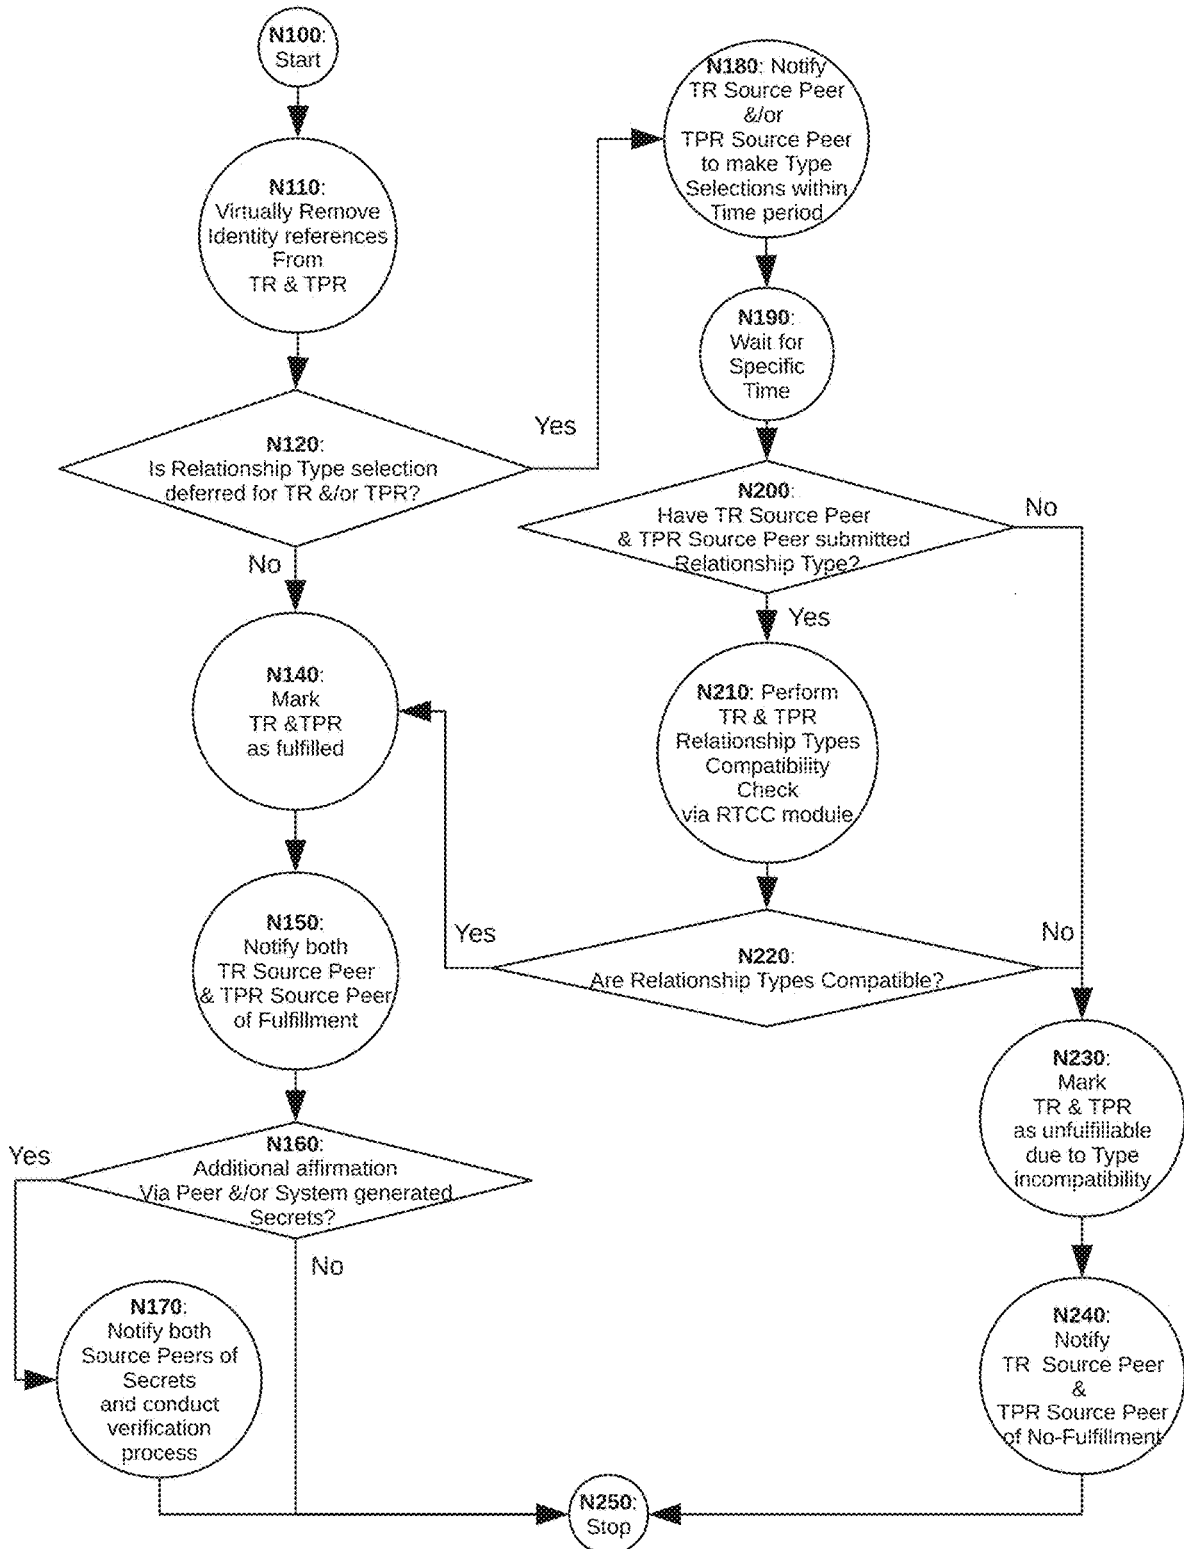 N100:
Start
N110:
Virtually Remove
Identity references
From
TR & TPR
N120:
Is Relationship Type selection
deferred for TR &/or TPR?
Yes
No
N140:
Mark
TR &TPR
as fulfilled
N150:
Notify both
TR Source Peer
& TPR Source Peer
of Fulfillment
N160:
Additional affirmation
Via Peer &/or System generated
Secrets?
Yes
No
N170:
Notify both
Source Peers of
Secrets
and conduct
verification
process
N180: Notify
TR Source Peer
&/or
TPR Source Peer
to make Type
Selections within
Time period
N190:
Wait for
Specific
Time
N200:
Have TR Source Peer
& TPR Source Peer submitted
Relationship Type?
No
Yes
N210: Perform
TR & TPR
Relationship Types
Compatibility
Check
via RTCC module
N220:
Are Relationship Types Compatible?
Yes
No
N230:
Mark
TR & TPR
as unfulfillable
due to Type
incompatibility
N240:
Notify
TR Source Peer
&
TPR Source Peer
of No-Fulfillment
N250:
Stop